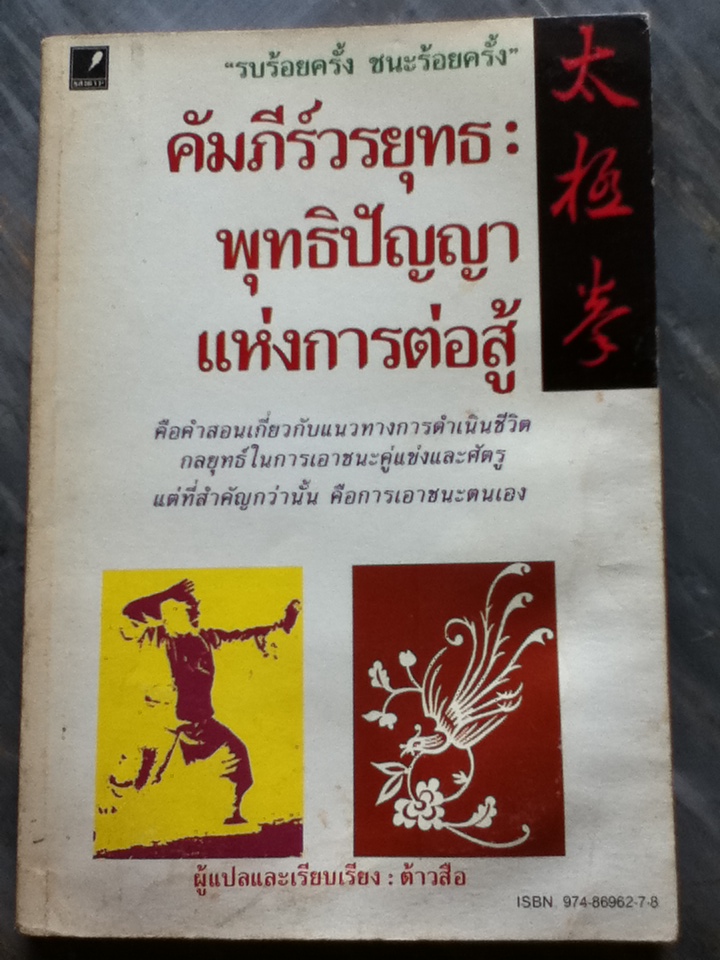 “รบร้อยครั้ง ชนะร้อยครั้ง”
คัมภีร์วรยุทธ :
พุทธิปัญญา
แห่งการต่อสู้
太
極
拳
คือคำสอนเกี่ยวกับแนวทางการดำเนินชีวิต
กลยุทธ์ในการเอาชนะคู่แข่งและศัตรู
แต่ที่สำคัญกว่านั้น คือการเอาชนะตนเอง
ผู้แปลและเรียบเรียง : ต้าวสือ
ISBN 974-86962-7-8